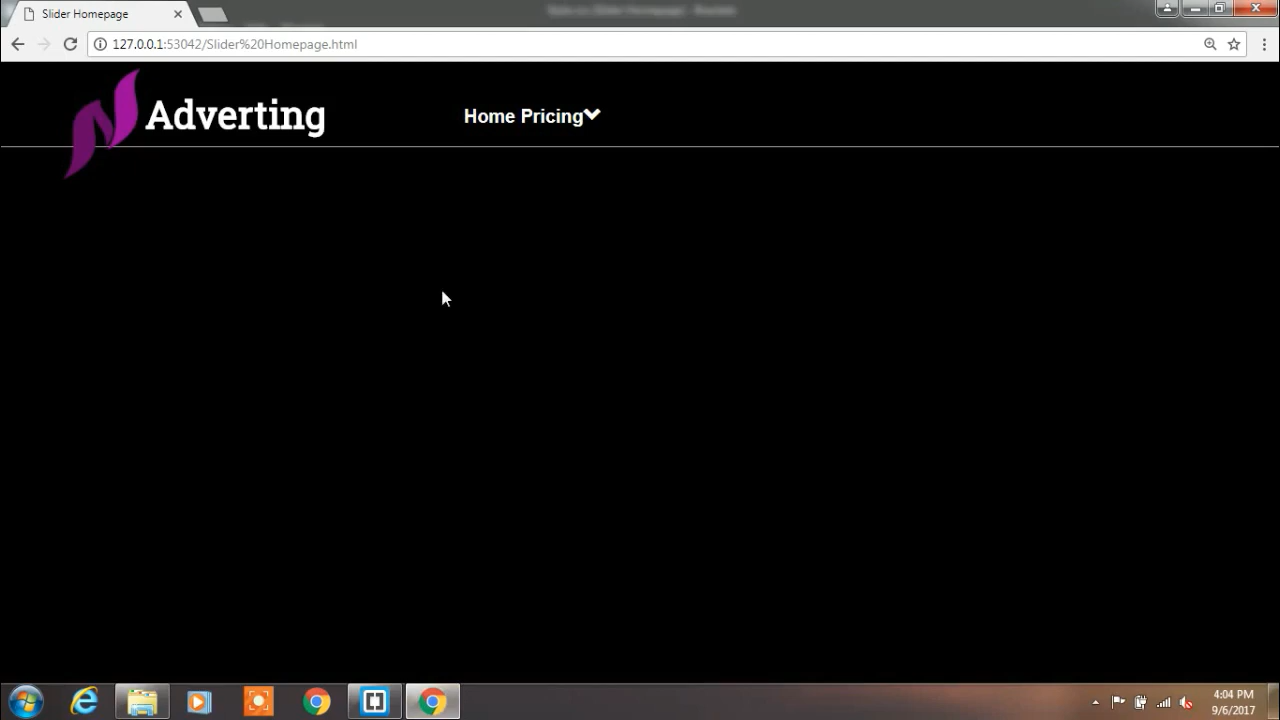 Slider Homepage
127.0.0.1:53042/Slider%20Homepage.html
Adverting
Home Pricing
4:04 PM
9/6/2017